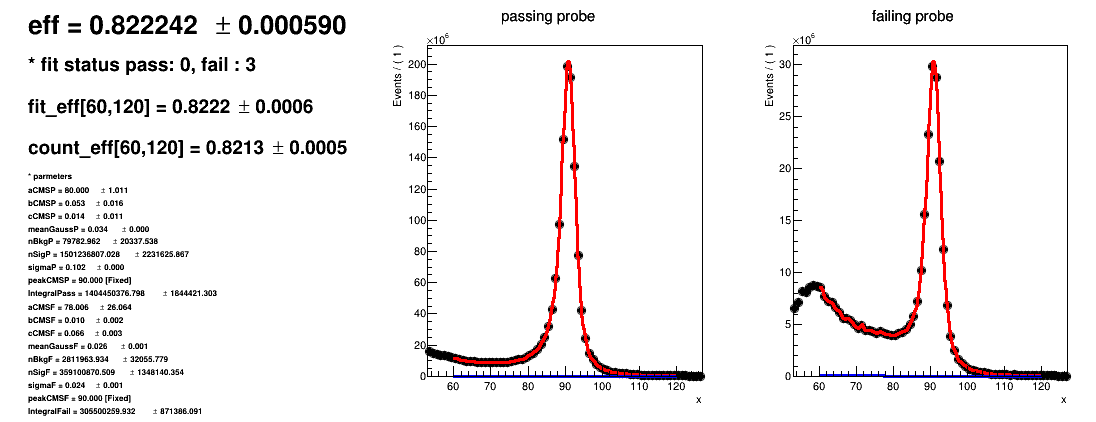 eff = 0.822242 ± 0.000590
* fit status pass: 0, fail : 3
fit_eff[60,120] = 0.8222 ± 0.0006
count_eff[60,120] = 0.8213 ± 0.0005
* parmeters
aCMSP = 80.000 ± 1.011
bCMSP = 0.053 ± 0.016
cCMSP = 0.014 ± 0.011
meanGaussP = 0.034 ± 0.000
nBkgP = 79782.962 ± 20337.538
nSigP = 1501236807.028 ± 2231625.867
sigmaP = 0.102 ± 0.000
peakCMSP = 90.000 [Fixed]
IntegralPass = 1404450376.798 ± 1844421.303
aCMSF = 78.006 ± 26.064
bCMSF = 0.010 ± 0.002
cCMSF = 0.066 ± 0.003
meanGaussF = 0.026 ± 0.001
nBkgF = 2811963.934 ± 32055.779
nSigF = 359100870.509 ± 1348140.354
sigmaF = 0.024 ± 0.001
peakCMSF = 90.000 [Fixed]
IntegralFail = 305500259.932 ± 871386.091
passing probe
×10⁶
Events / ( 1 )
200
180
160
140
120
100
80
60
40
20
0
60 70 80 90 100 110 120
x
failing probe
×10⁶
Events / ( 1 )
30
25
20
15
10
5
0
60 70 80 90 100 110 120
x